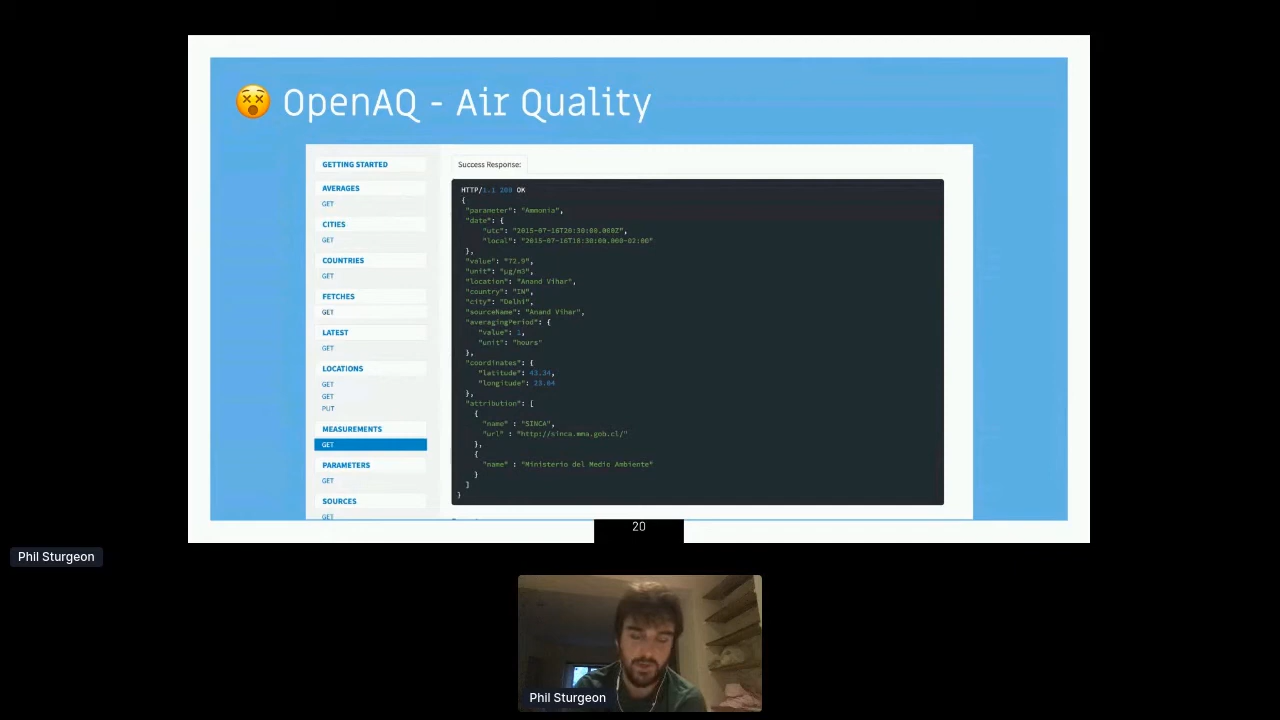 OpenAQ - Air Quality
GETTING STARTED
AVERAGES
GET
CITIES
GET
COUNTRIES
GET
FETCHES
GET
LATEST
GET
LOCATIONS
GET
GET
PUT
MEASUREMENTS
GET
PARAMETERS
GET
SOURCES
GET
Success Response:
HTTP/1.1 200 OK
{
"parameter": "Ammonia",
"date": {
"utc": "2015-07-16T20:30:00.000Z",
"local": "2015-07-16T18:30:00.000-02:00"
},
"value": "72.9",
"unit": "µg/m3",
"location": "Anand Vihar",
"country": "IN",
"city": "Delhi",
"sourceName": "Anand Vihar",
"averagingPeriod": {
"value": 1,
"unit": "hours"
},
"coordinates": {
"latitude": 43.34,
"longitude": 23.04
},
"attribution": [
{
"name" : "SINCA",
"url" : "http://sinca.mma.gob.cl/"
},
{
"name" : "Ministerio del Medio Ambiente"
}
]
}
20
Phil Sturgeon
Phil Sturgeon